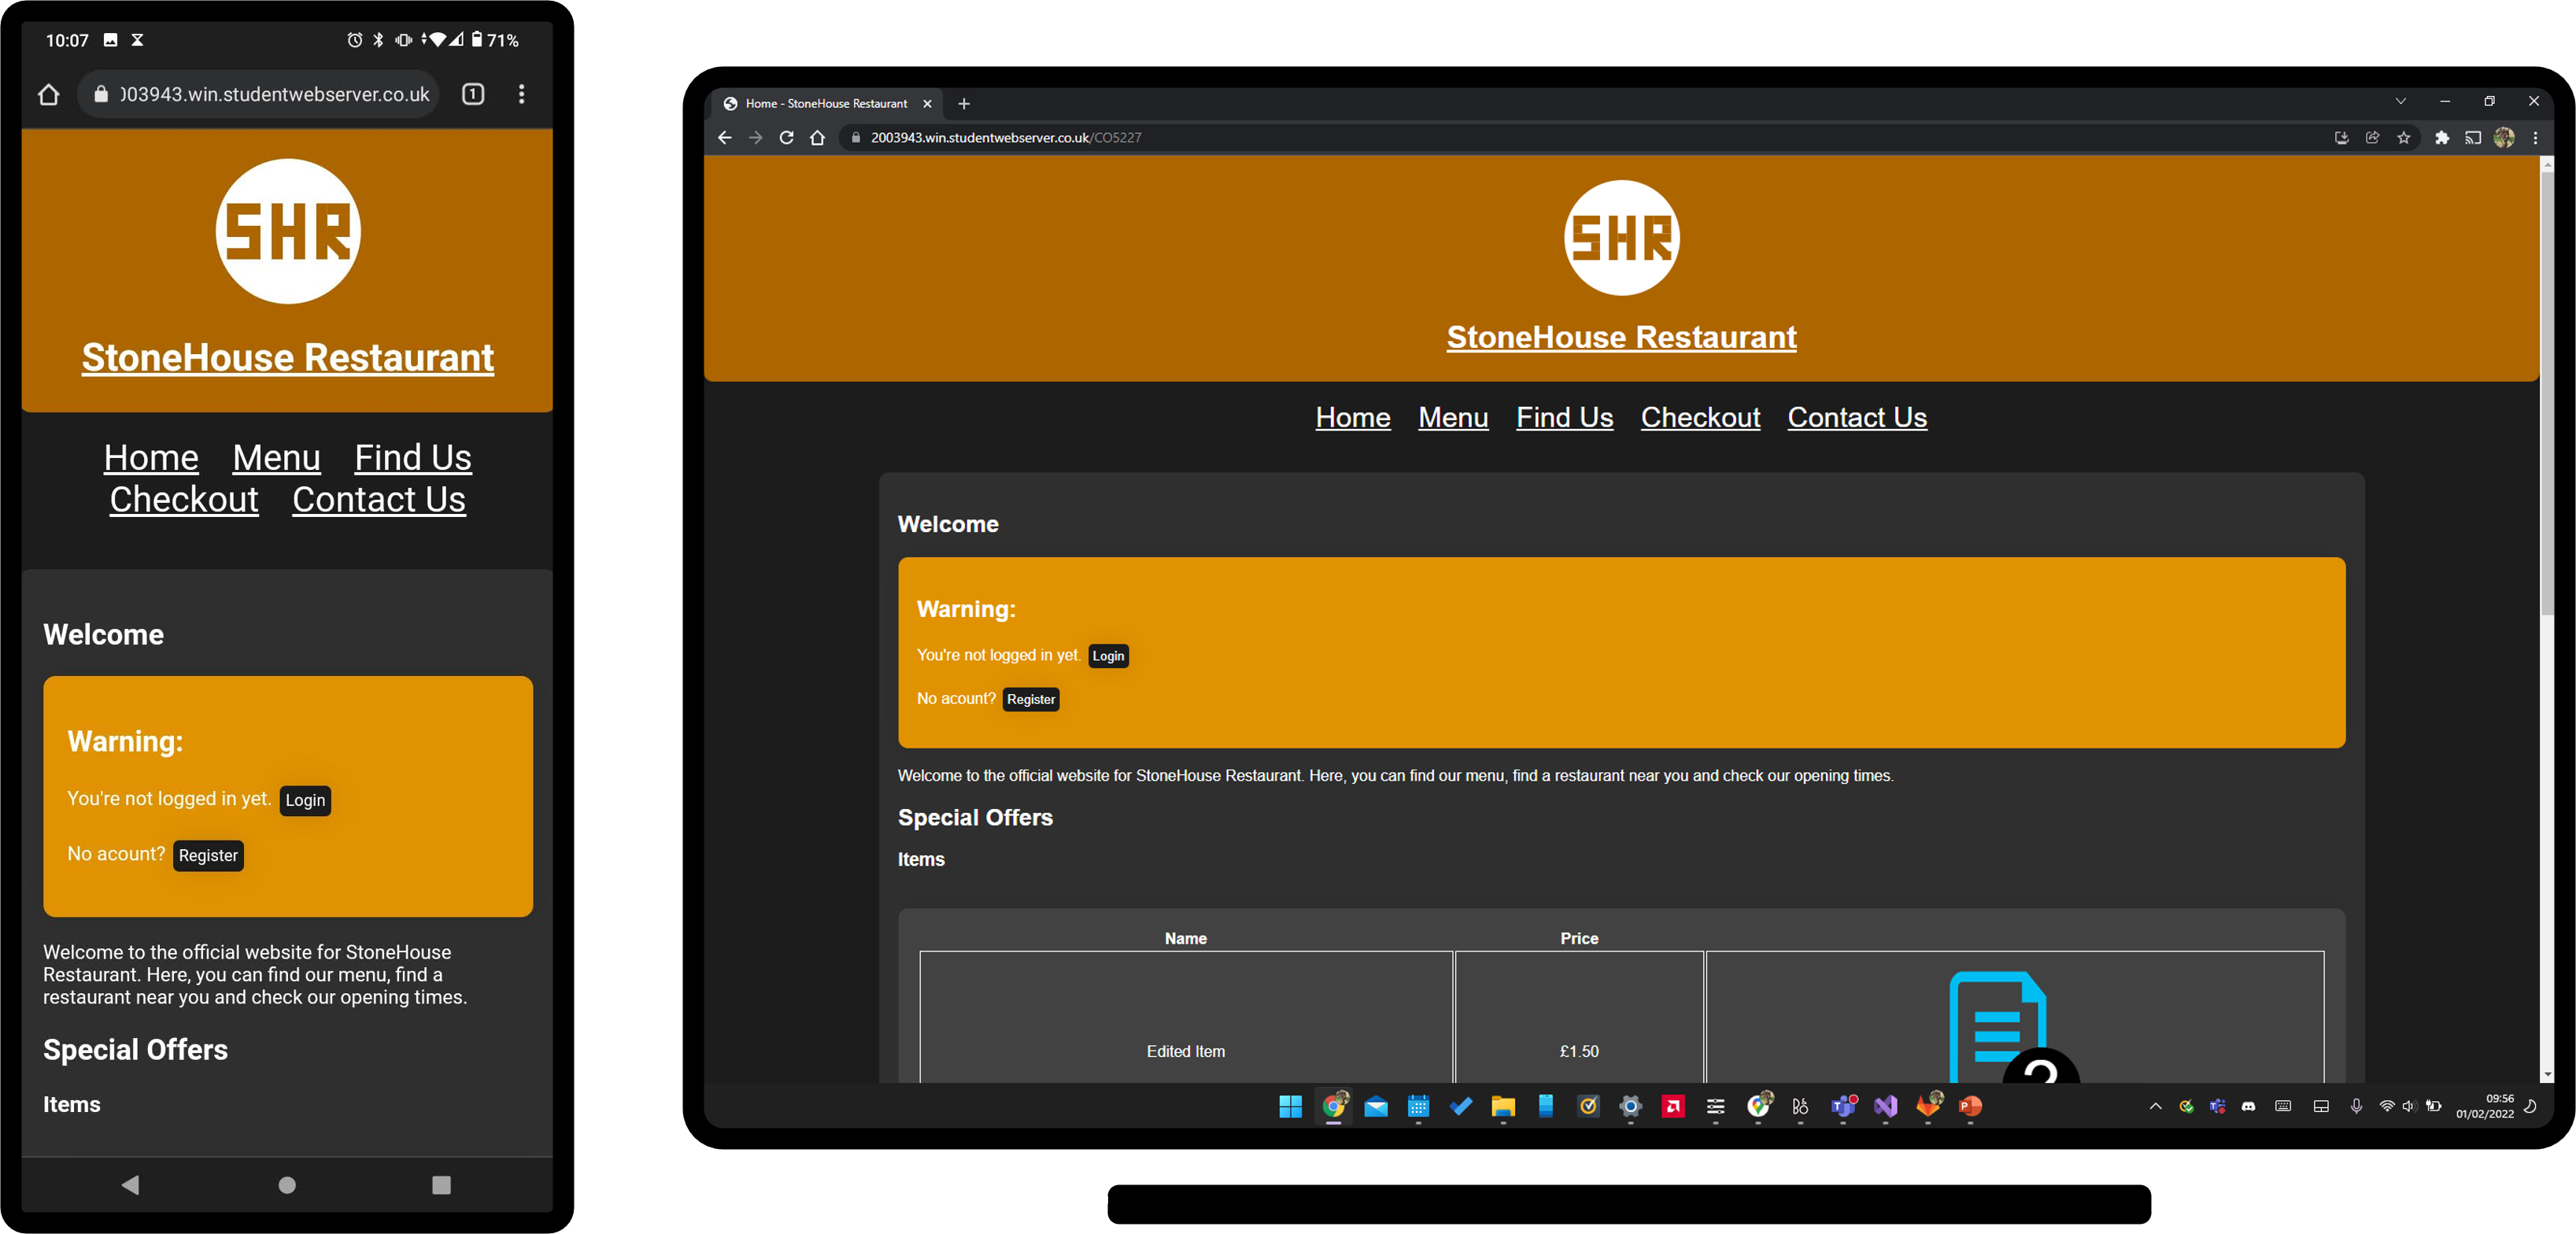 10:07 71%
)03943.win.studentwebserver.co.uk 1
SHR
StoneHouse Restaurant
Home Menu Find Us
Checkout Contact Us
Welcome
Warning:
You're not logged in yet. Login
No acount? Register
Welcome to the official website for StoneHouse
Restaurant. Here, you can find our menu, find a
restaurant near you and check our opening times.
Special Offers
Items
Home - StoneHouse Restaurant
2003943.win.studentwebserver.co.uk/CO5227
SHR
StoneHouse Restaurant
Home Menu Find Us Checkout Contact Us
Welcome
Warning:
You're not logged in yet. Login
No acount? Register
Welcome to the official website for StoneHouse Restaurant. Here, you can find our menu, find a restaurant near you and check our opening times.
Special Offers
Items
Name Price
Edited Item £1.50
?
09:56
01/02/2022